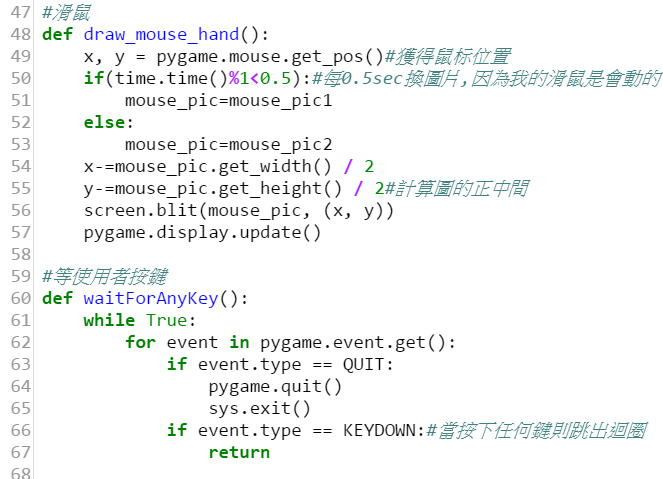 47 #滑鼠
48 def draw_mouse_hand():
49     x, y = pygame.mouse.get_pos()#獲得鼠标位置
50     if(time.time()%1<0.5):#每0.5sec換圖片,因為我的滑鼠是會動的
51         mouse_pic=mouse_pic1
52     else:
53         mouse_pic=mouse_pic2
54     x-=mouse_pic.get_width() / 2
55     y-=mouse_pic.get_height() / 2#計算圖的正中間
56     screen.blit(mouse_pic, (x, y))
57     pygame.display.update()
58
59 #等使用者按鍵
60 def waitForAnyKey():
61     while True:
62         for event in pygame.event.get():
63             if event.type == QUIT:
64                 pygame.quit()
65                 sys.exit()
66             if event.type == KEYDOWN:#當按下任何鍵則跳出迴圈
67                 return
68